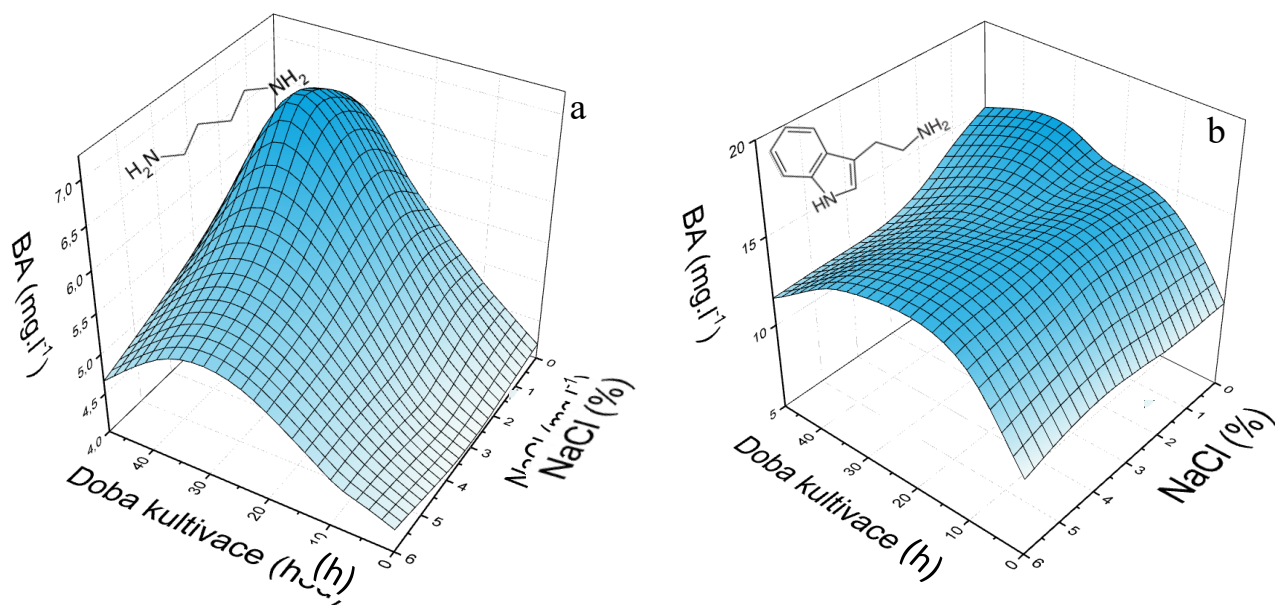 a
H₂N
NH₂
BA (mg.l⁻¹)
7,0
6,5
6,0
5,5
5,0
4,5
4,0
40
30
20
10
0
Doba kultivace
(h)
0
1
2
3
4
5
6
NaCl (%)
b
NH₂
HN
BA (mg.l⁻¹)
20
15
10
5
40
30
20
10
0
Doba kultivace (h)
0
1
2
3
4
5
6
NaCl (%)